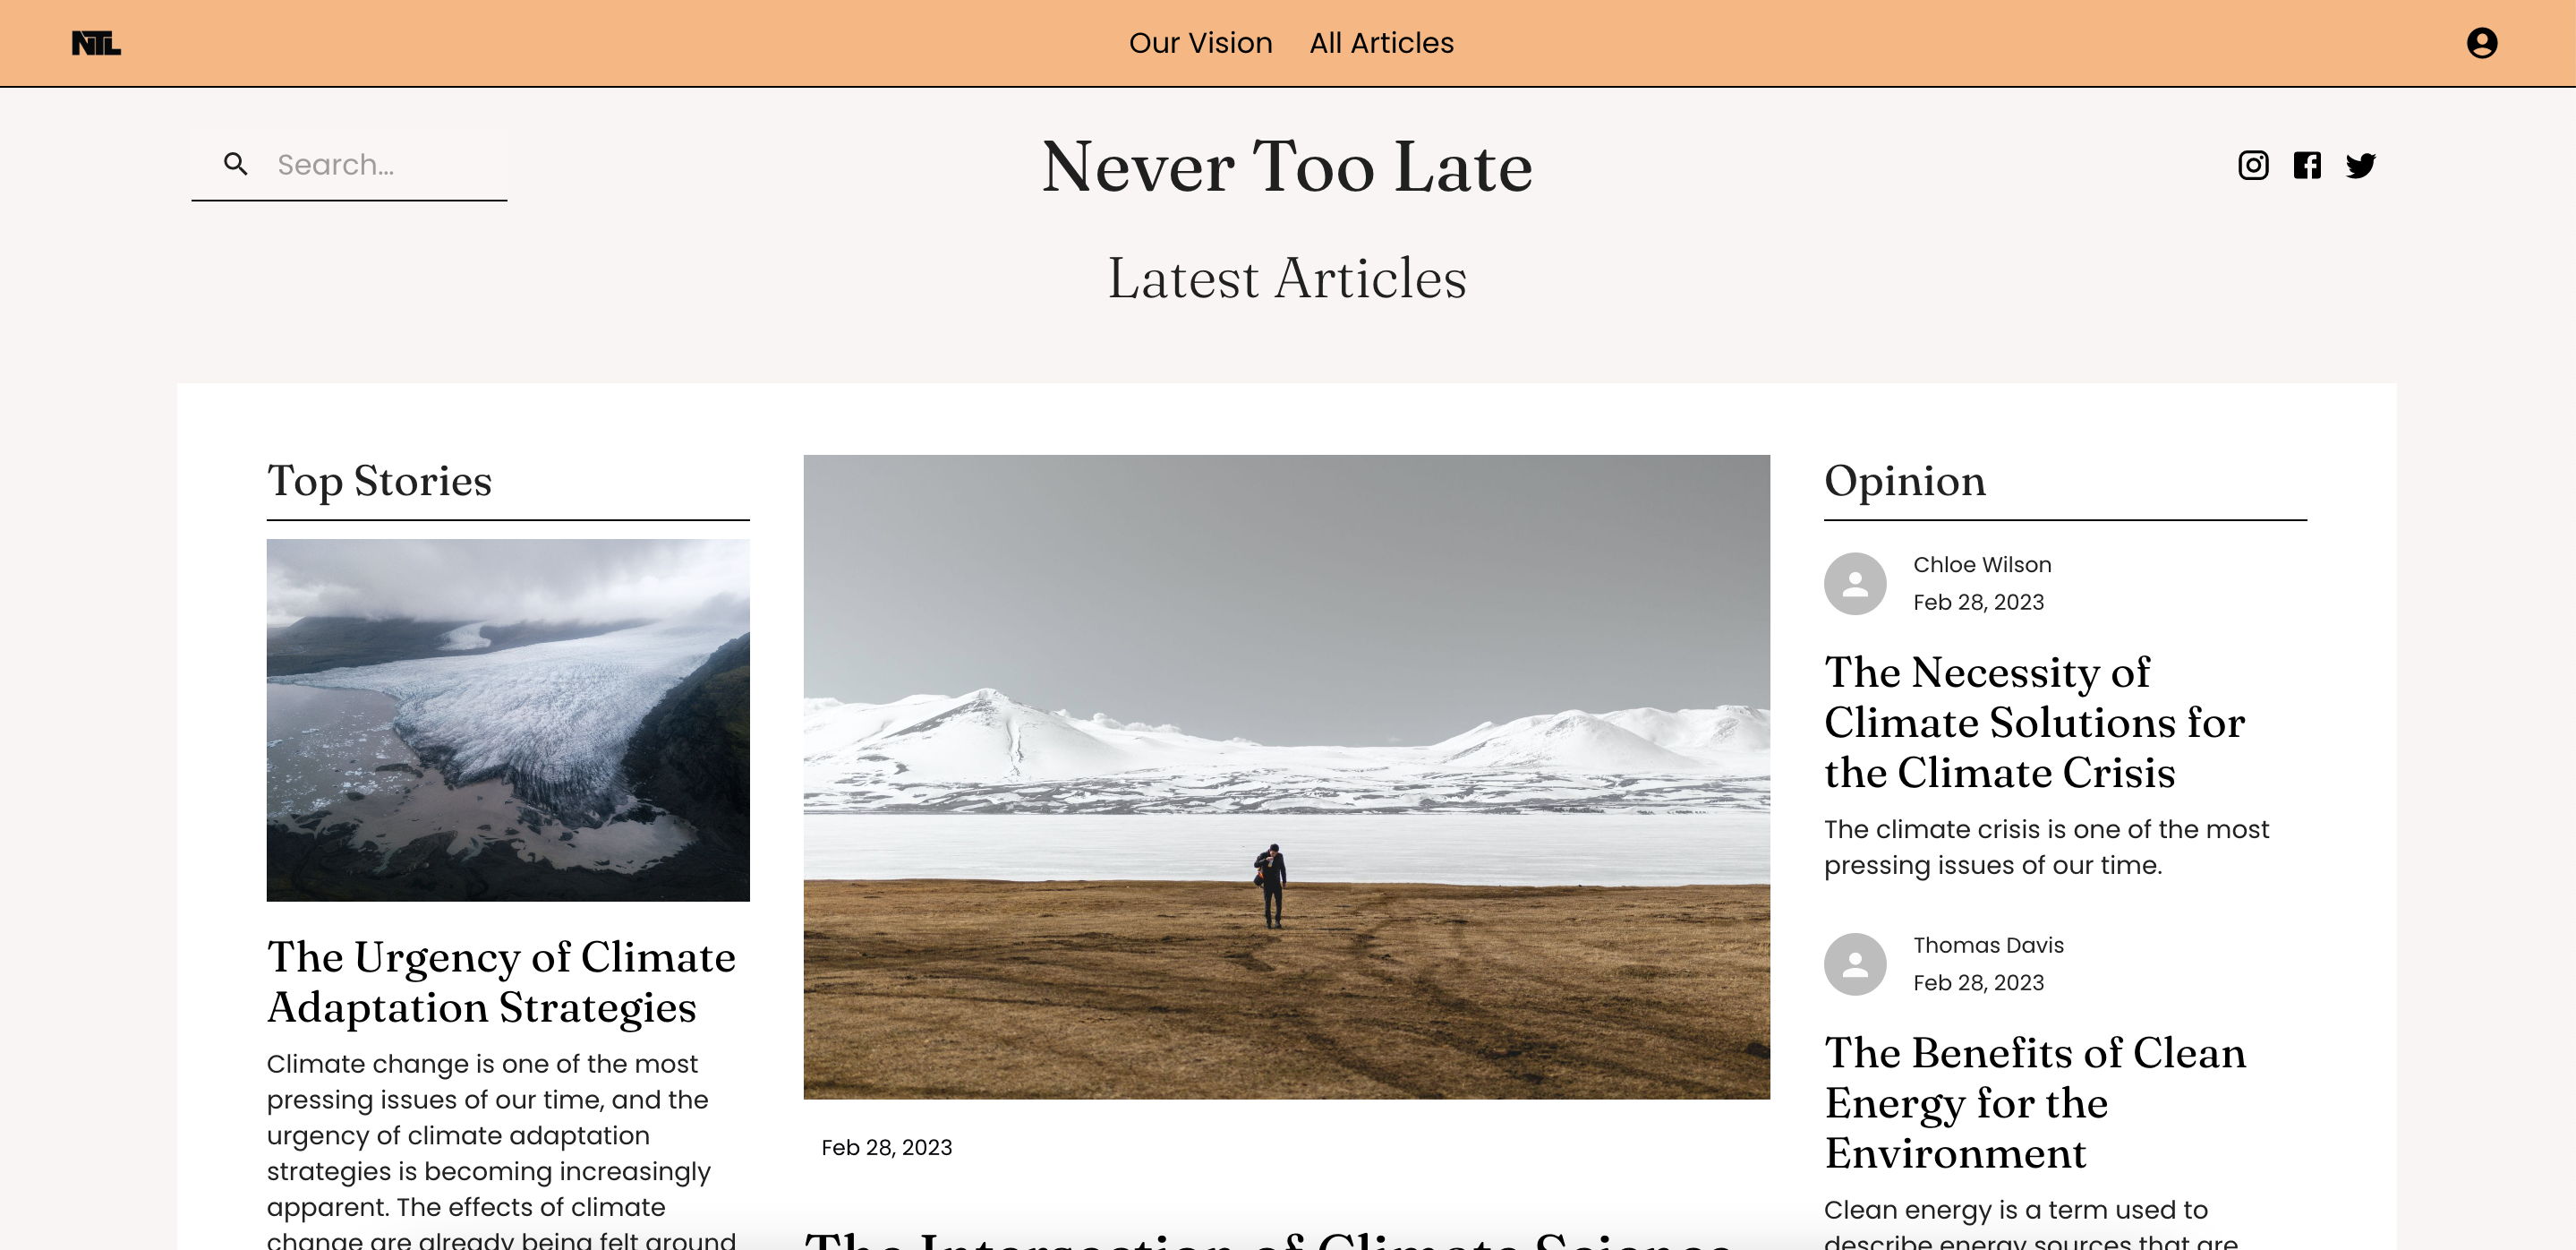 NTL
Our Vision
All Articles
Search...
Never Too Late
Latest Articles
Top Stories
The Urgency of Climate
Adaptation Strategies
Climate change is one of the most
pressing issues of our time, and the
urgency of climate adaptation
strategies is becoming increasingly
apparent. The effects of climate
change are already being felt around
Feb 28, 2023
The Intersection of Climate Science
Opinion
Chloe Wilson
Feb 28, 2023
The Necessity of
Climate Solutions for
the Climate Crisis
The climate crisis is one of the most
pressing issues of our time.
Thomas Davis
Feb 28, 2023
The Benefits of Clean
Energy for the
Environment
Clean energy is a term used to
describe energy sources that are